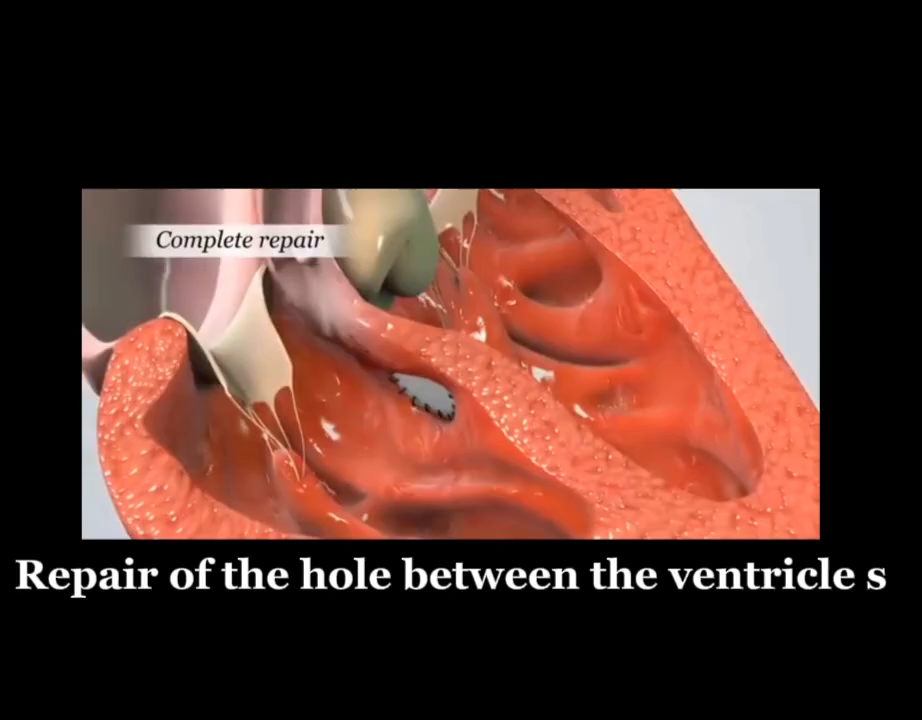 Complete repair
Repair of the hole between the ventricle s